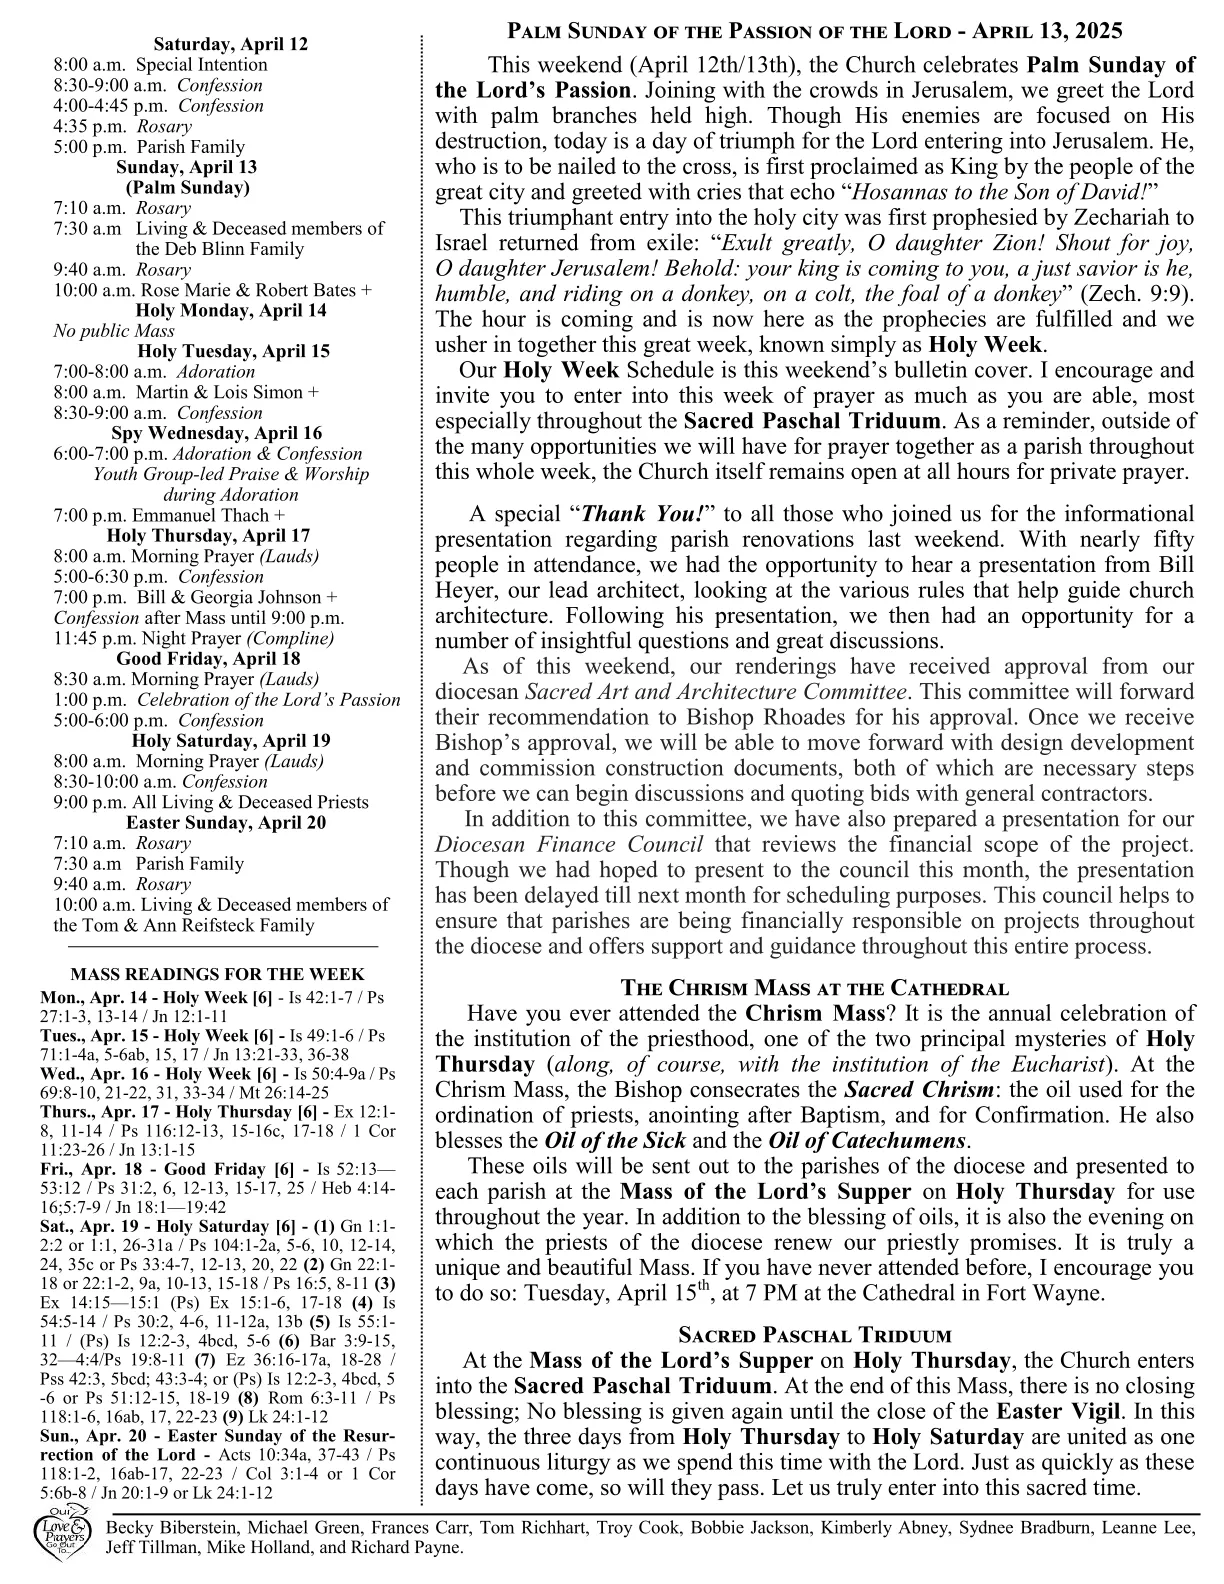 Saturday, April 12
8:00 a.m.  Special Intention
8:30-9:00 a.m.  Confession
4:00-4:45 p.m.  Confession
4:35 p.m.  Rosary
5:00 p.m.  Parish Family
Sunday, April 13
(Palm Sunday)
7:10 a.m.  Rosary
7:30 a.m   Living & Deceased members of
the Deb Blinn Family
9:40 a.m.  Rosary
10:00 a.m. Rose Marie & Robert Bates +
Holy Monday, April 14
No public Mass
Holy Tuesday, April 15
7:00-8:00 a.m.  Adoration
8:00 a.m.  Martin & Lois Simon +
8:30-9:00 a.m.  Confession
Spy Wednesday, April 16
6:00-7:00 p.m. Adoration & Confession
Youth Group-led Praise & Worship
during Adoration
7:00 p.m. Emmanuel Thach +
Holy Thursday, April 17
8:00 a.m. Morning Prayer (Lauds)
5:00-6:30 p.m.  Confession
7:00 p.m.  Bill & Georgia Johnson +
Confession after Mass until 9:00 p.m.
11:45 p.m. Night Prayer (Compline)
Good Friday, April 18
8:30 a.m. Morning Prayer (Lauds)
1:00 p.m.  Celebration of the Lord’s Passion
5:00-6:00 p.m.  Confession
Holy Saturday, April 19
8:00 a.m.  Morning Prayer (Lauds)
8:30-10:00 a.m. Confession
9:00 p.m. All Living & Deceased Priests
Easter Sunday, April 20
7:10 a.m.  Rosary
7:30 a.m   Parish Family
9:40 a.m.  Rosary
10:00 a.m. Living & Deceased members of
the Tom & Ann Reifsteck Family
MASS READINGS FOR THE WEEK
Mon., Apr. 14 - Holy Week [6] - Is 42:1-7 / Ps
27:1-3, 13-14 / Jn 12:1-11
Tues., Apr. 15 - Holy Week [6] - Is 49:1-6 / Ps
71:1-4a, 5-6ab, 15, 17 / Jn 13:21-33, 36-38
Wed., Apr. 16 - Holy Week [6] - Is 50:4-9a / Ps
69:8-10, 21-22, 31, 33-34 / Mt 26:14-25
Thurs., Apr. 17 - Holy Thursday [6] - Ex 12:1-
8, 11-14 / Ps 116:12-13, 15-16c, 17-18 / 1 Cor
11:23-26 / Jn 13:1-15
Fri., Apr. 18 - Good Friday [6] - Is 52:13—
53:12 / Ps 31:2, 6, 12-13, 15-17, 25 / Heb 4:14-
16;5:7-9 / Jn 18:1—19:42
Sat., Apr. 19 - Holy Saturday [6] - (1) Gn 1:1-
2:2 or 1:1, 26-31a / Ps 104:1-2a, 5-6, 10, 12-14,
24, 35c or Ps 33:4-7, 12-13, 20, 22 (2) Gn 22:1-
18 or 22:1-2, 9a, 10-13, 15-18 / Ps 16:5, 8-11 (3)
Ex 14:15—15:1 (Ps) Ex 15:1-6, 17-18 (4) Is
54:5-14 / Ps 30:2, 4-6, 11-12a, 13b (5) Is 55:1-
11 / (Ps) Is 12:2-3, 4bcd, 5-6 (6) Bar 3:9-15,
32—4:4/Ps 19:8-11 (7) Ez 36:16-17a, 18-28 /
Pss 42:3, 5bcd; 43:3-4; or (Ps) Is 12:2-3, 4bcd, 5
-6 or Ps 51:12-15, 18-19 (8) Rom 6:3-11 / Ps
118:1-6, 16ab, 17, 22-23 (9) Lk 24:1-12
Sun., Apr. 20 - Easter Sunday of the Resur-
rection of the Lord - Acts 10:34a, 37-43 / Ps
118:1-2, 16ab-17, 22-23 / Col 3:1-4 or 1 Cor
5:6b-8 / Jn 20:1-9 or Lk 24:1-12
Palm Sunday of the Passion of the Lord - April 13, 2025
This weekend (April 12th/13th), the Church celebrates Palm Sunday of
the Lord’s Passion. Joining with the crowds in Jerusalem, we greet the Lord
with palm branches held high. Though His enemies are focused on His
destruction, today is a day of triumph for the Lord entering into Jerusalem. He,
who is to be nailed to the cross, is first proclaimed as King by the people of the
great city and greeted with cries that echo “Hosannas to the Son of David!”
This triumphant entry into the holy city was first prophesied by Zechariah to
Israel returned from exile: “Exult greatly, O daughter Zion! Shout for joy,
O daughter Jerusalem! Behold: your king is coming to you, a just savior is he,
humble, and riding on a donkey, on a colt, the foal of a donkey” (Zech. 9:9).
The hour is coming and is now here as the prophecies are fulfilled and we
usher in together this great week, known simply as Holy Week.
Our Holy Week Schedule is this weekend’s bulletin cover. I encourage and
invite you to enter into this week of prayer as much as you are able, most
especially throughout the Sacred Paschal Triduum. As a reminder, outside of
the many opportunities we will have for prayer together as a parish throughout
this whole week, the Church itself remains open at all hours for private prayer.
A special “Thank You!” to all those who joined us for the informational
presentation regarding parish renovations last weekend. With nearly fifty
people in attendance, we had the opportunity to hear a presentation from Bill
Heyer, our lead architect, looking at the various rules that help guide church
architecture. Following his presentation, we then had an opportunity for a
number of insightful questions and great discussions.
As of this weekend, our renderings have received approval from our
diocesan Sacred Art and Architecture Committee. This committee will forward
their recommendation to Bishop Rhoades for his approval. Once we receive
Bishop’s approval, we will be able to move forward with design development
and commission construction documents, both of which are necessary steps
before we can begin discussions and quoting bids with general contractors.
In addition to this committee, we have also prepared a presentation for our
Diocesan Finance Council that reviews the financial scope of the project.
Though we had hoped to present to the council this month, the presentation
has been delayed till next month for scheduling purposes. This council helps to
ensure that parishes are being financially responsible on projects throughout
the diocese and offers support and guidance throughout this entire process.
The Chrism Mass at the Cathedral
Have you ever attended the Chrism Mass? It is the annual celebration of
the institution of the priesthood, one of the two principal mysteries of Holy
Thursday (along, of course, with the institution of the Eucharist). At the
Chrism Mass, the Bishop consecrates the Sacred Chrism: the oil used for the
ordination of priests, anointing after Baptism, and for Confirmation. He also
blesses the Oil of the Sick and the Oil of Catechumens.
These oils will be sent out to the parishes of the diocese and presented to
each parish at the Mass of the Lord’s Supper on Holy Thursday for use
throughout the year. In addition to the blessing of oils, it is also the evening on
which the priests of the diocese renew our priestly promises. It is truly a
unique and beautiful Mass. If you have never attended before, I encourage you
to do so: Tuesday, April 15th, at 7 PM at the Cathedral in Fort Wayne.
Sacred Paschal Triduum
At the Mass of the Lord’s Supper on Holy Thursday, the Church enters
into the Sacred Paschal Triduum. At the end of this Mass, there is no closing
blessing; No blessing is given again until the close of the Easter Vigil. In this
way, the three days from Holy Thursday to Holy Saturday are united as one
continuous liturgy as we spend this time with the Lord. Just as quickly as these
days have come, so will they pass. Let us truly enter into this sacred time.
Our
Love &
Prayers
Go Out
To...
Becky Biberstein, Michael Green, Frances Carr, Tom Richhart, Troy Cook, Bobbie Jackson, Kimberly Abney, Sydnee Bradburn, Leanne Lee,
Jeff Tillman, Mike Holland, and Richard Payne.